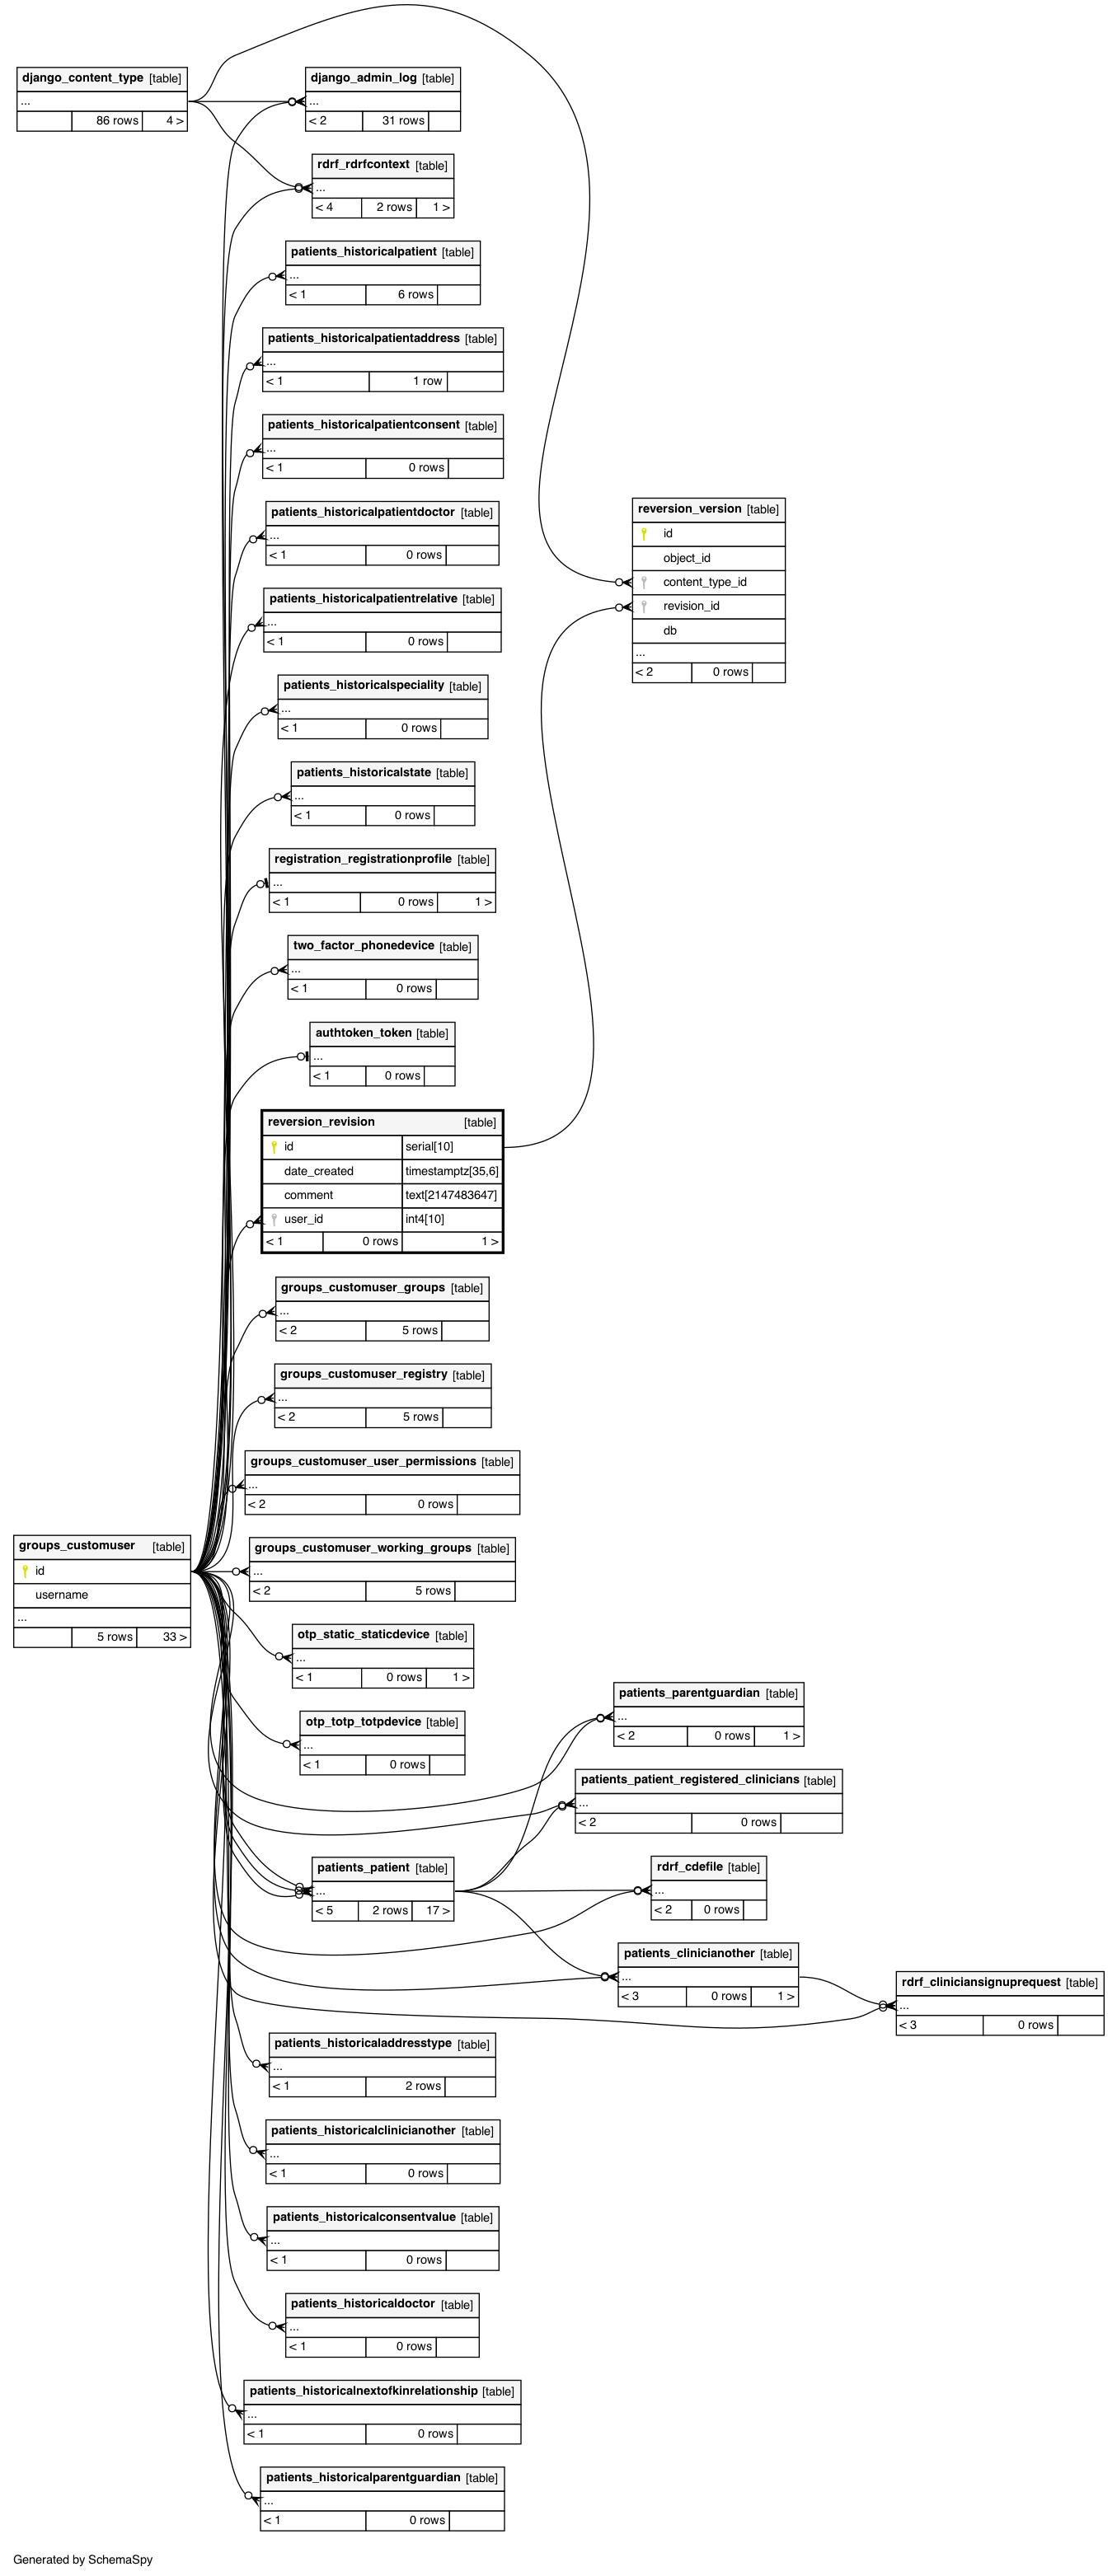 django_content_type [table]
...
86 rows 4 >
django_admin_log [table]
...
< 2 31 rows
rdrf_rdrfcontext [table]
...
< 4 2 rows 1 >
patients_historicalpatient [table]
...
< 1 6 rows
patients_historicalpatientaddress [table]
...
< 1 1 row
patients_historicalpatientconsent [table]
...
< 1 0 rows
patients_historicalpatientdoctor [table]
...
< 1 0 rows
patients_historicalpatientrelative [table]
...
< 1 0 rows
patients_historicalspeciality [table]
...
< 1 0 rows
patients_historicalstate [table]
...
< 1 0 rows
registration_registrationprofile [table]
...
< 1 0 rows 1 >
two_factor_phonedevice [table]
...
< 1 0 rows
authtoken_token [table]
...
< 1 0 rows
reversion_version [table]
id
object_id
content_type_id
revision_id
db
...
< 2 0 rows
reversion_revision [table]
id serial[10]
date_created timestamptz[35,6]
comment text[2147483647]
user_id int4[10]
< 1 0 rows 1 >
groups_customuser_groups [table]
...
< 2 5 rows
groups_customuser_registry [table]
...
< 2 5 rows
groups_customuser_user_permissions [table]
...
< 2 0 rows
groups_customuser [table]
id
username
...
5 rows 33 >
groups_customuser_working_groups [table]
...
< 2 5 rows
otp_static_staticdevice [table]
...
< 1 0 rows 1 >
otp_totp_totpdevice [table]
...
< 1 0 rows
patients_parentguardian [table]
...
< 2 0 rows 1 >
patients_patient_registered_clinicians [table]
...
< 2 0 rows
patients_patient [table]
...
< 5 2 rows 17 >
rdrf_cdefile [table]
...
< 2 0 rows
patients_clinicianother [table]
...
< 3 0 rows 1 >
rdrf_cliniciansignuprequest [table]
...
< 3 0 rows
patients_historicaladdresstype [table]
...
< 1 2 rows
patients_historicalclinicianother [table]
...
< 1 0 rows
patients_historicalconsentvalue [table]
...
< 1 0 rows
patients_historicaldoctor [table]
...
< 1 0 rows
patients_historicalnextofkinrelationship [table]
...
< 1 0 rows
patients_historicalparentguardian [table]
...
< 1 0 rows
Generated by SchemaSpy